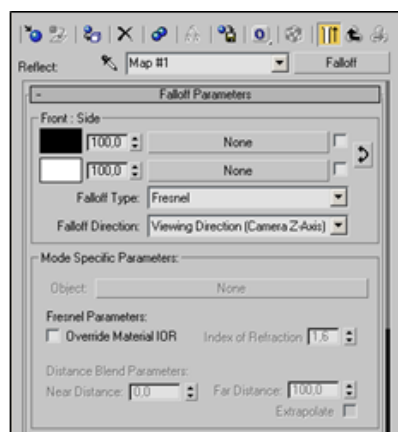 Reflect: Map #1 Falloff
- Falloff Parameters
Front : Side
100,0 None
100,0 None
Falloff Type: Fresnel
Falloff Direction: Viewing Direction (Camera Z-Axis)
Mode Specific Parameters:
Object: None
Fresnel Parameters:
Override Material IOR Index of Refraction 1,6
Distance Blend Parameters:
Near Distance: 0,0 Far Distance: 100,0
Extrapolate